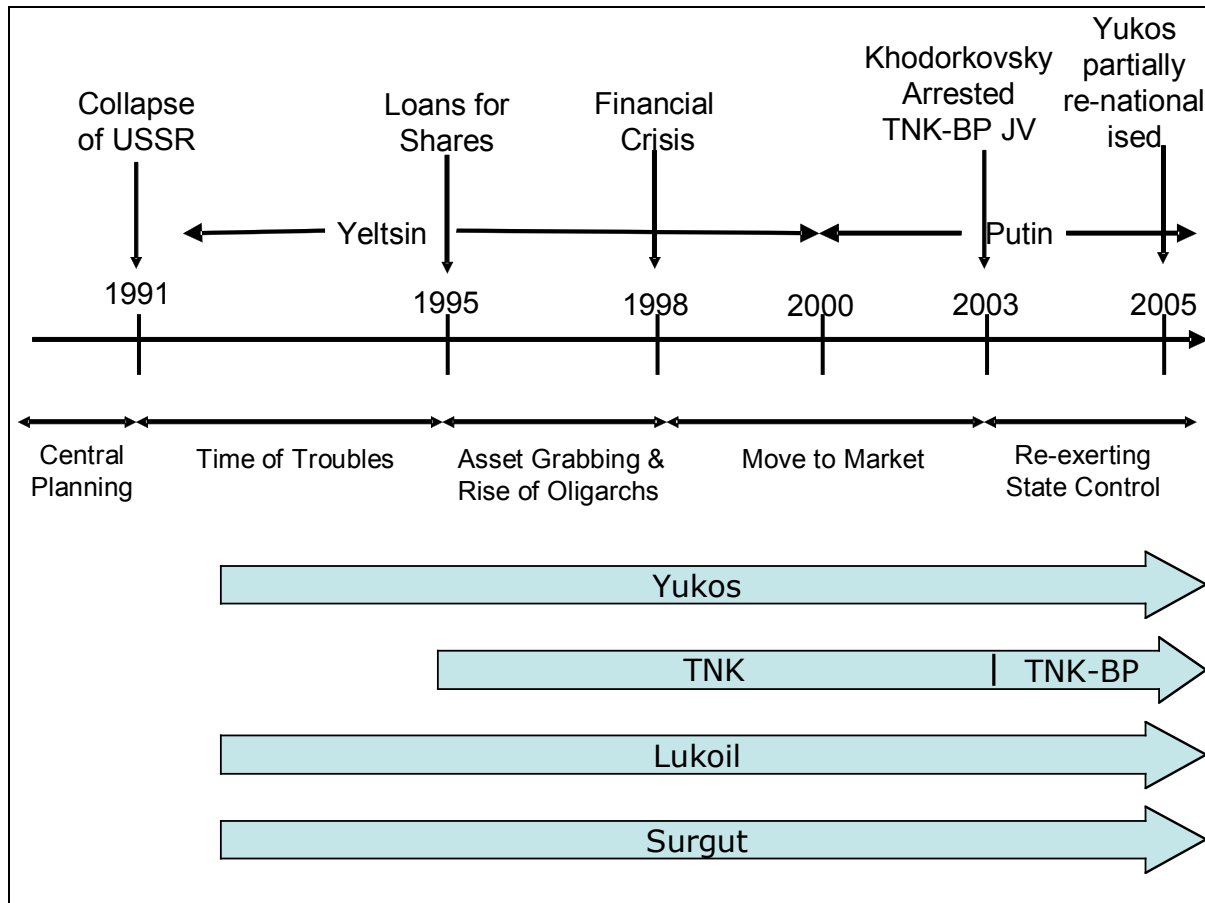 Collapse
of USSR
Loans for
Shares
Financial
Crisis
Khodorkovsky
Arrested
TNK-BP JV
Yukos
partially
re-national
ised
Yeltsin
Putin
1991
1995
1998
2000
2003
2005
Central
Planning
Time of Troubles
Asset Grabbing &
Rise of Oligarchs
Move to Market
Re-exerting
State Control
Yukos
TNK
TNK-BP
Lukoil
Surgut